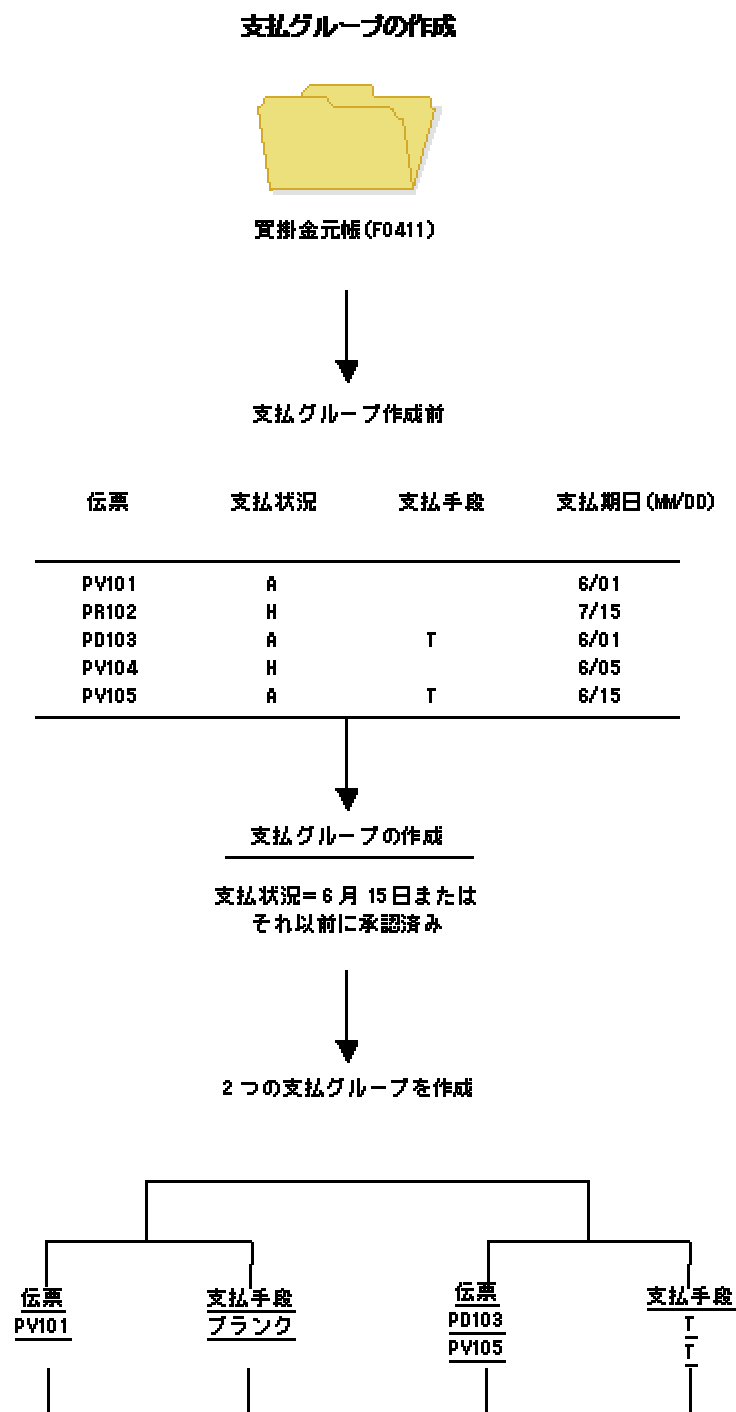 支払グループの作成
買掛金元帳(F0411)
支払グループ作成前
伝票 支払状況 支払手段 支払期日(MM/DD)
PV101 A 6/01
PR102 H 7/15
PD103 A T 6/01
PV104 H 6/05
PV105 A T 6/15
支払グループの作成
支払状況=6月15日または
それ以前に承認済み
2つの支払グループを作成
伝票 支払手段 伝票 支払手段
PV101 ブランク PD103 T
PV105 T